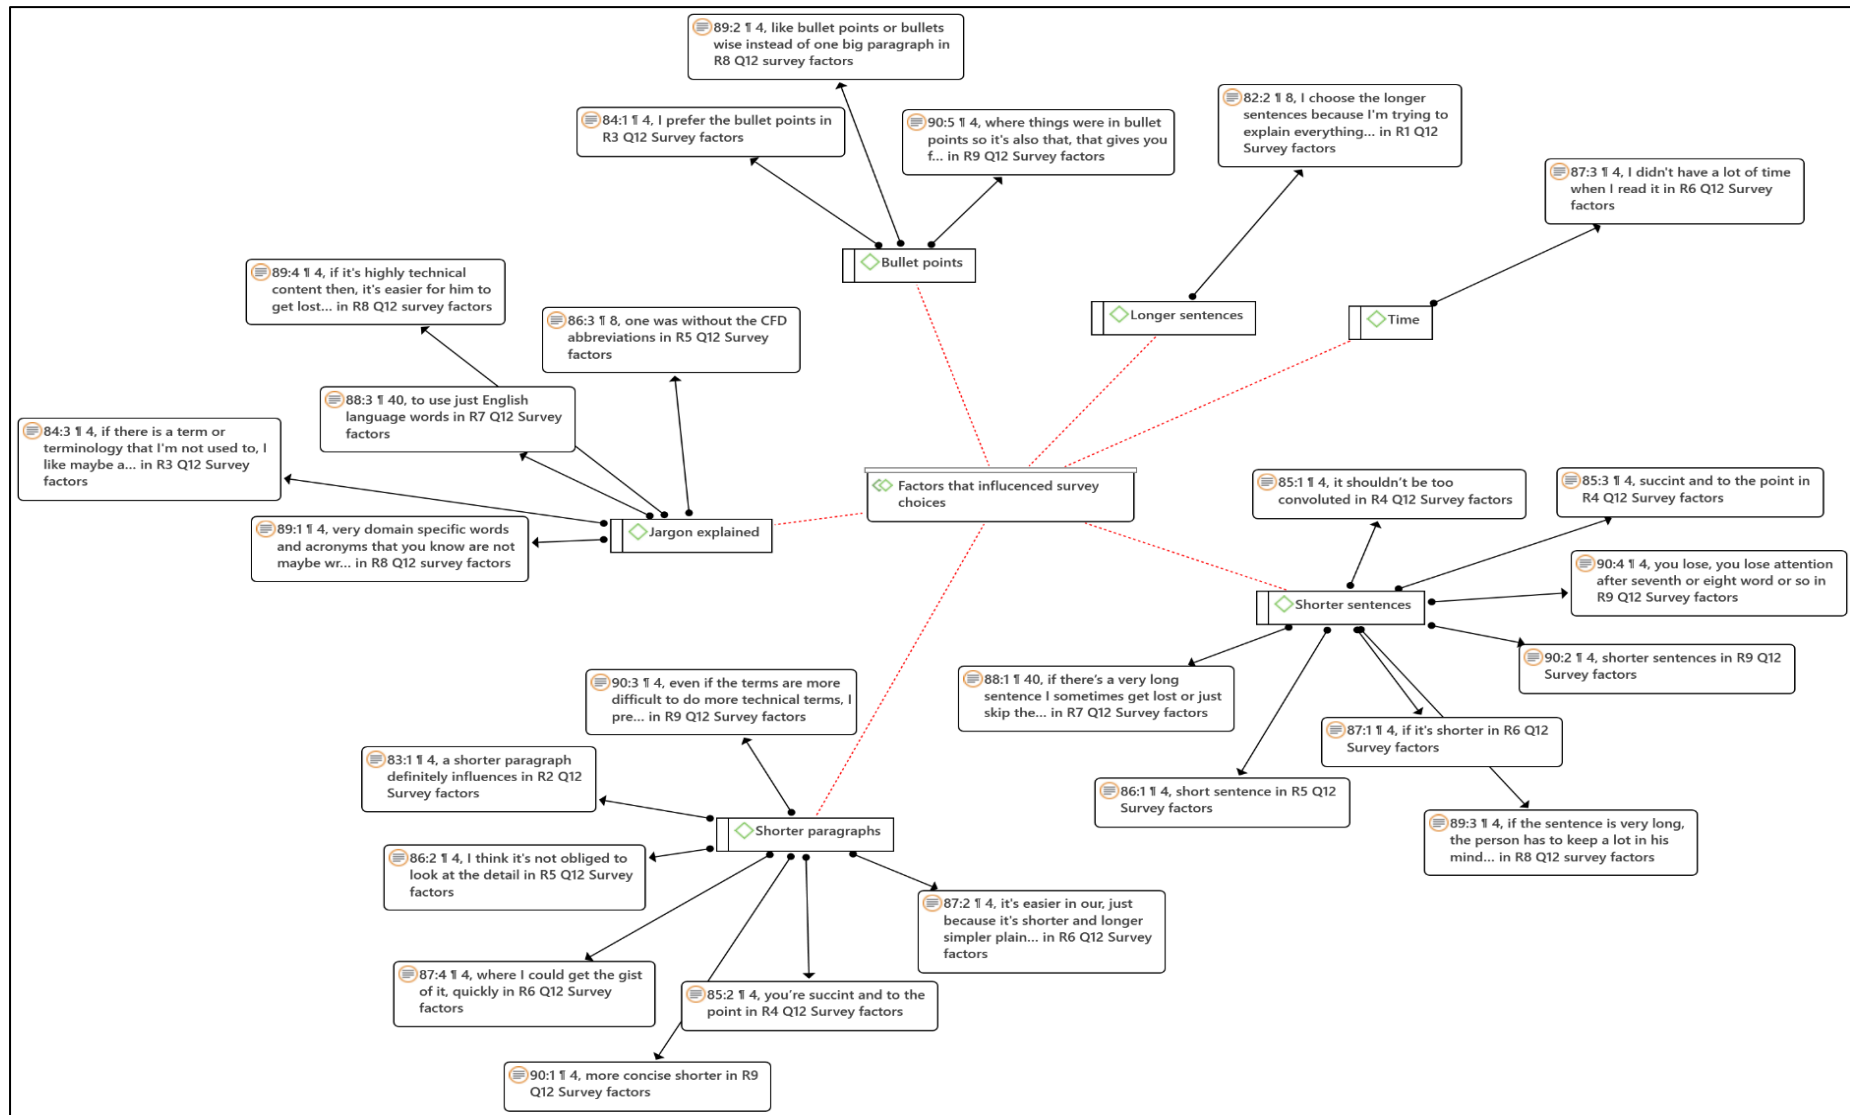 89:2 ¶ 4, like bullet points or bullets
wise instead of one big paragraph in
R8 Q12 survey factors
84:1 ¶ 4, I prefer the bullet points in
R3 Q12 Survey factors
90:5 ¶ 4, where things were in bullet
points so it's also that, that gives you
f... in R9 Q12 Survey factors
82:2 ¶ 8, I choose the longer
sentences because I'm trying to
explain everything... in R1 Q12
Survey factors
87:3 ¶ 4, I didn't have a lot of time
when I read it in R6 Q12 Survey
factors
Bullet points
Longer sentences
Time
89:4 ¶ 4, if it's highly technical
content then, it's easier for him to
get lost... in R8 Q12 survey factors
86:3 ¶ 8, one was without the CFD
abbreviations in R5 Q12 Survey
factors
88:3 ¶ 40, to use just English
language words in R7 Q12 Survey
factors
84:3 ¶ 4, if there is a term or
terminology that I'm not used to, I
like maybe a... in R3 Q12 Survey
factors
89:1 ¶ 4, very domain specific words
and acronyms that you know are not
maybe wr... in R8 Q12 survey factors
Jargon explained
Factors that influcenced survey
choices
85:1 ¶ 4, it shouldn't be too
convoluted in R4 Q12 Survey factors
85:3 ¶ 4, succint and to the point in
R4 Q12 Survey factors
90:4 ¶ 4, you lose, you lose attention
after seventh or eight word or so in
R9 Q12 Survey factors
Shorter sentences
90:2 ¶ 4, shorter sentences in R9 Q12
Survey factors
88:1 ¶ 40, if there's a very long
sentence I sometimes get lost or just
skip the... in R7 Q12 Survey factors
87:1 ¶ 4, if it's shorter in R6 Q12
Survey factors
86:1 ¶ 4, short sentence in R5 Q12
Survey factors
89:3 ¶ 4, if the sentence is very long,
the person has to keep a lot in his
mind... in R8 Q12 survey factors
90:3 ¶ 4, even if the terms are more
difficult to do more technical terms, I
pre... in R9 Q12 Survey factors
83:1 ¶ 4, a shorter paragraph
definitely influences in R2 Q12
Survey factors
Shorter paragraphs
86:2 ¶ 4, I think it's not obliged to
look at the detail in R5 Q12 Survey
factors
87:2 ¶ 4, it's easier in our, just
because it's shorter and longer
simpler plain... in R6 Q12 Survey
factors
87:4 ¶ 4, where I could get the gist
of it, quickly in R6 Q12 Survey
factors
85:2 ¶ 4, you're succint and to the
point in R4 Q12 Survey factors
90:1 ¶ 4, more concise shorter in R9
Q12 Survey factors